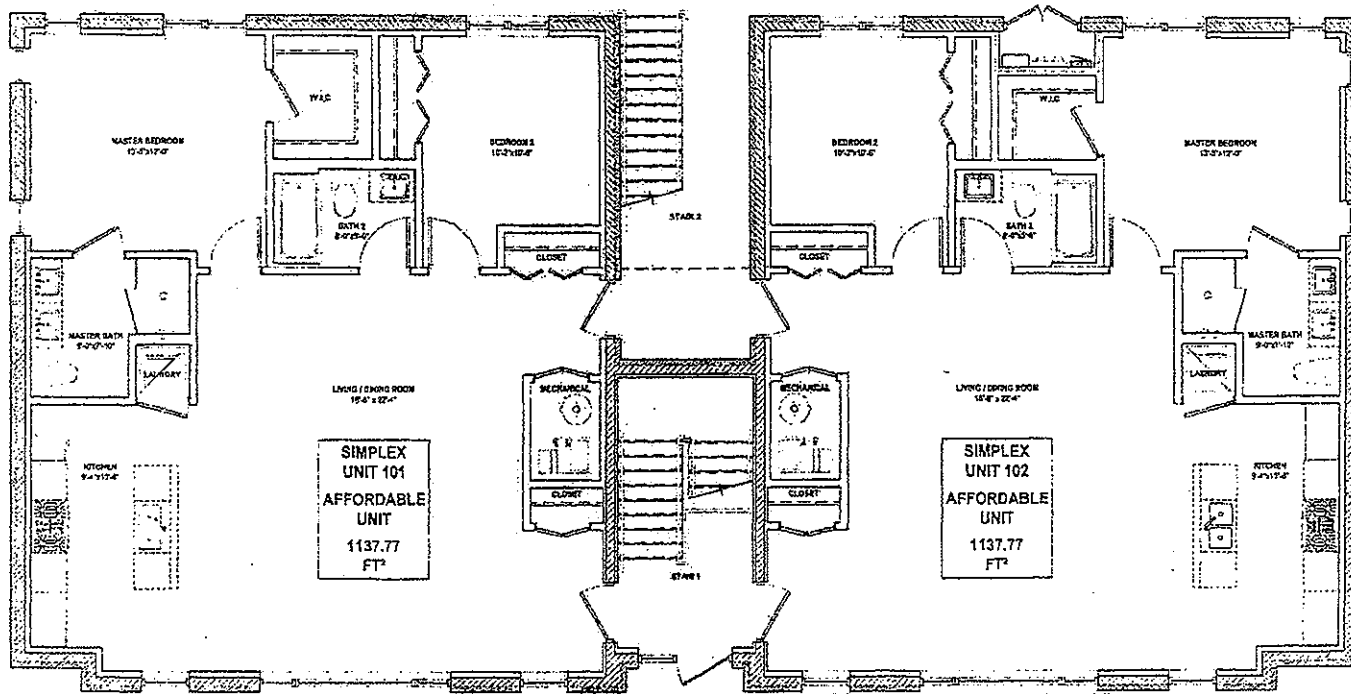 MASTER BEDROOM
W.I.C
BEDROOM 2
BATH 2
CLOSET
STAIR 2
MASTER BATH
LAUNDRY
LIVING / DINING ROOM
MECHANICAL
KITCHEN
CLOSET
SIMPLEX
UNIT 101
AFFORDABLE
UNIT
1137.77
FT²
STAIR 1
BEDROOM 2
W.I.C
MASTER BEDROOM
BATH 2
CLOSET
MASTER BATH
LAUNDRY
MECHANICAL
LIVING / DINING ROOM
KITCHEN
CLOSET
SIMPLEX
UNIT 102
AFFORDABLE
UNIT
1137.77
FT²